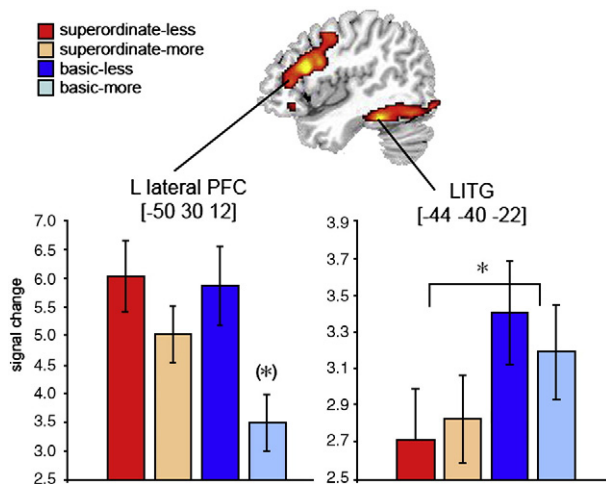 superordinate-less
superordinate-more
basic-less
basic-more
L lateral PFC
[-50 30 12]
LITG
[-44 -40 -22]
signal change
7.0
6.5
6.0
5.5
5.0
4.5
4.0
3.5
3.0
2.5
(*)
3.9
3.7
3.5
3.3
3.1
2.9
2.7
2.5
*